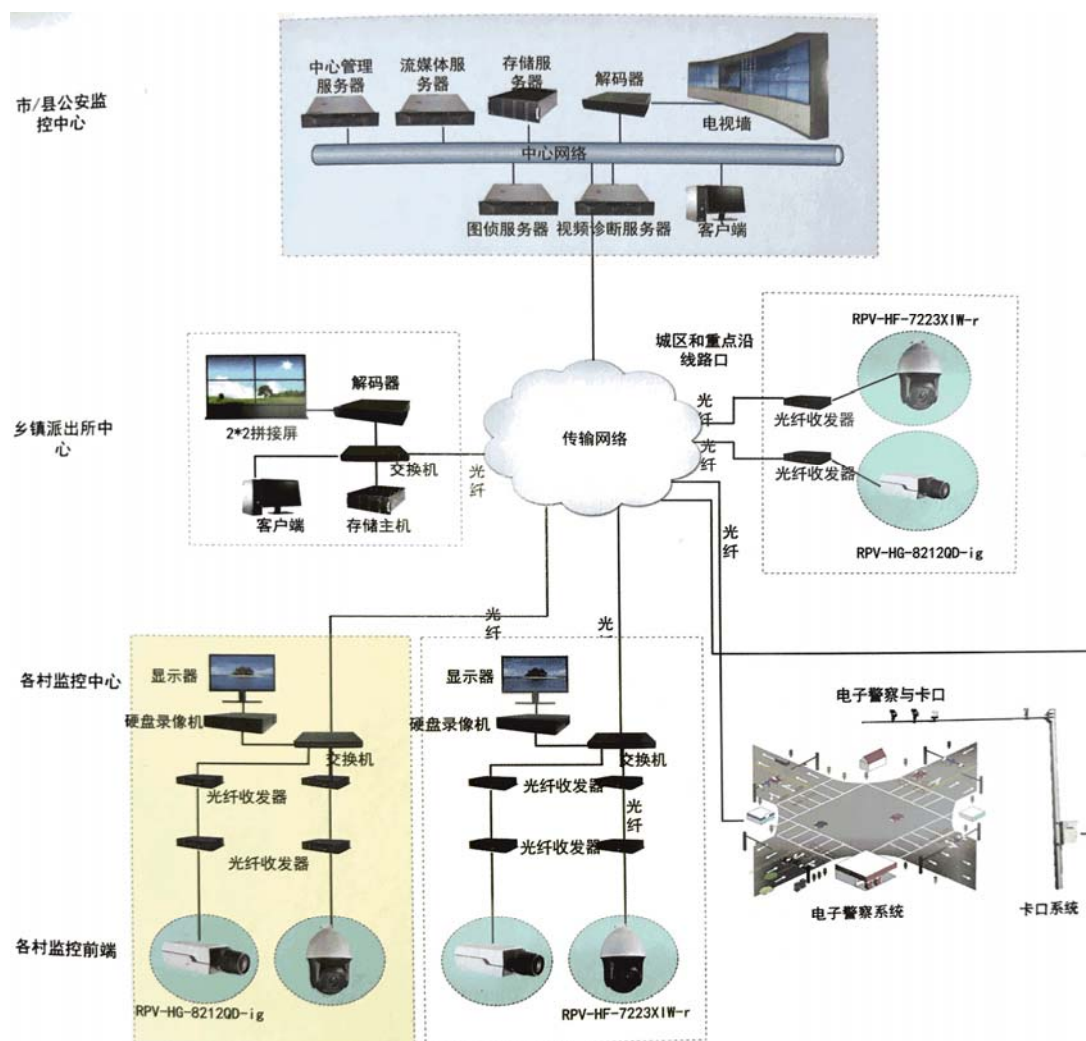 市/县公安监
控中心
中心管理
服务器
流媒体服
务器
存储服
务器
解码器
电视墙
中心网络
图侦服务器
视频诊断服务器
客户端
乡镇派出所中
心
2*2拼接屏
解码器
交换机
客户端
存储主机
光
纤
传输网络
城区和重点沿
线路口
RPV-HF-7223XIW-r
光
纤
光纤收发器
光
纤
光纤收发器
RPV-HG-8212QD-ig
光
纤
光
纤
光
各村监控中心
显示器
硬盘录像机
交换机
光纤收发器
光纤收发器
显示器
硬盘录像机
交换机
光纤收发器
光
纤
光纤收发器
电子警察与卡口
电子警察系统
卡口系统
各村监控前端
RPV-HG-8212QD-ig
RPV-HF-7223XIW-r